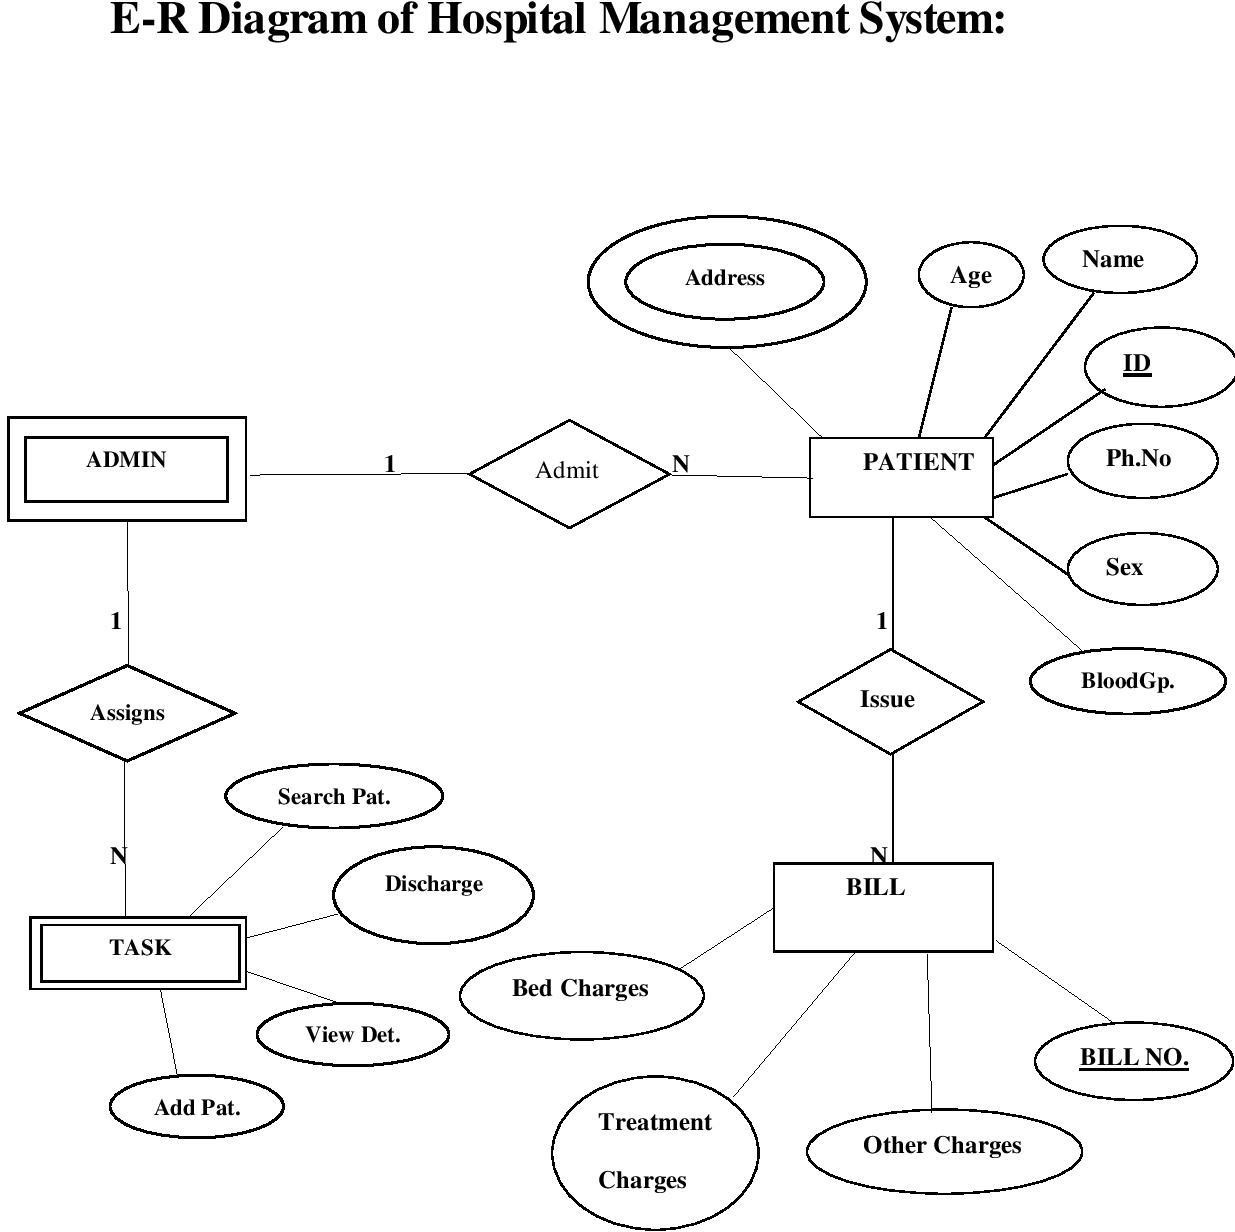 E-R Diagram of Hospital Management System:
Address
Age
Name
ID
ADMIN
1
Admit
N
PATIENT
Ph.No
Sex
1
1
BloodGp.
Assigns
Issue
Search Pat.
N
N
Discharge
BILL
TASK
Bed Charges
View Det.
BILL NO.
Add Pat.
Treatment
Charges
Other Charges